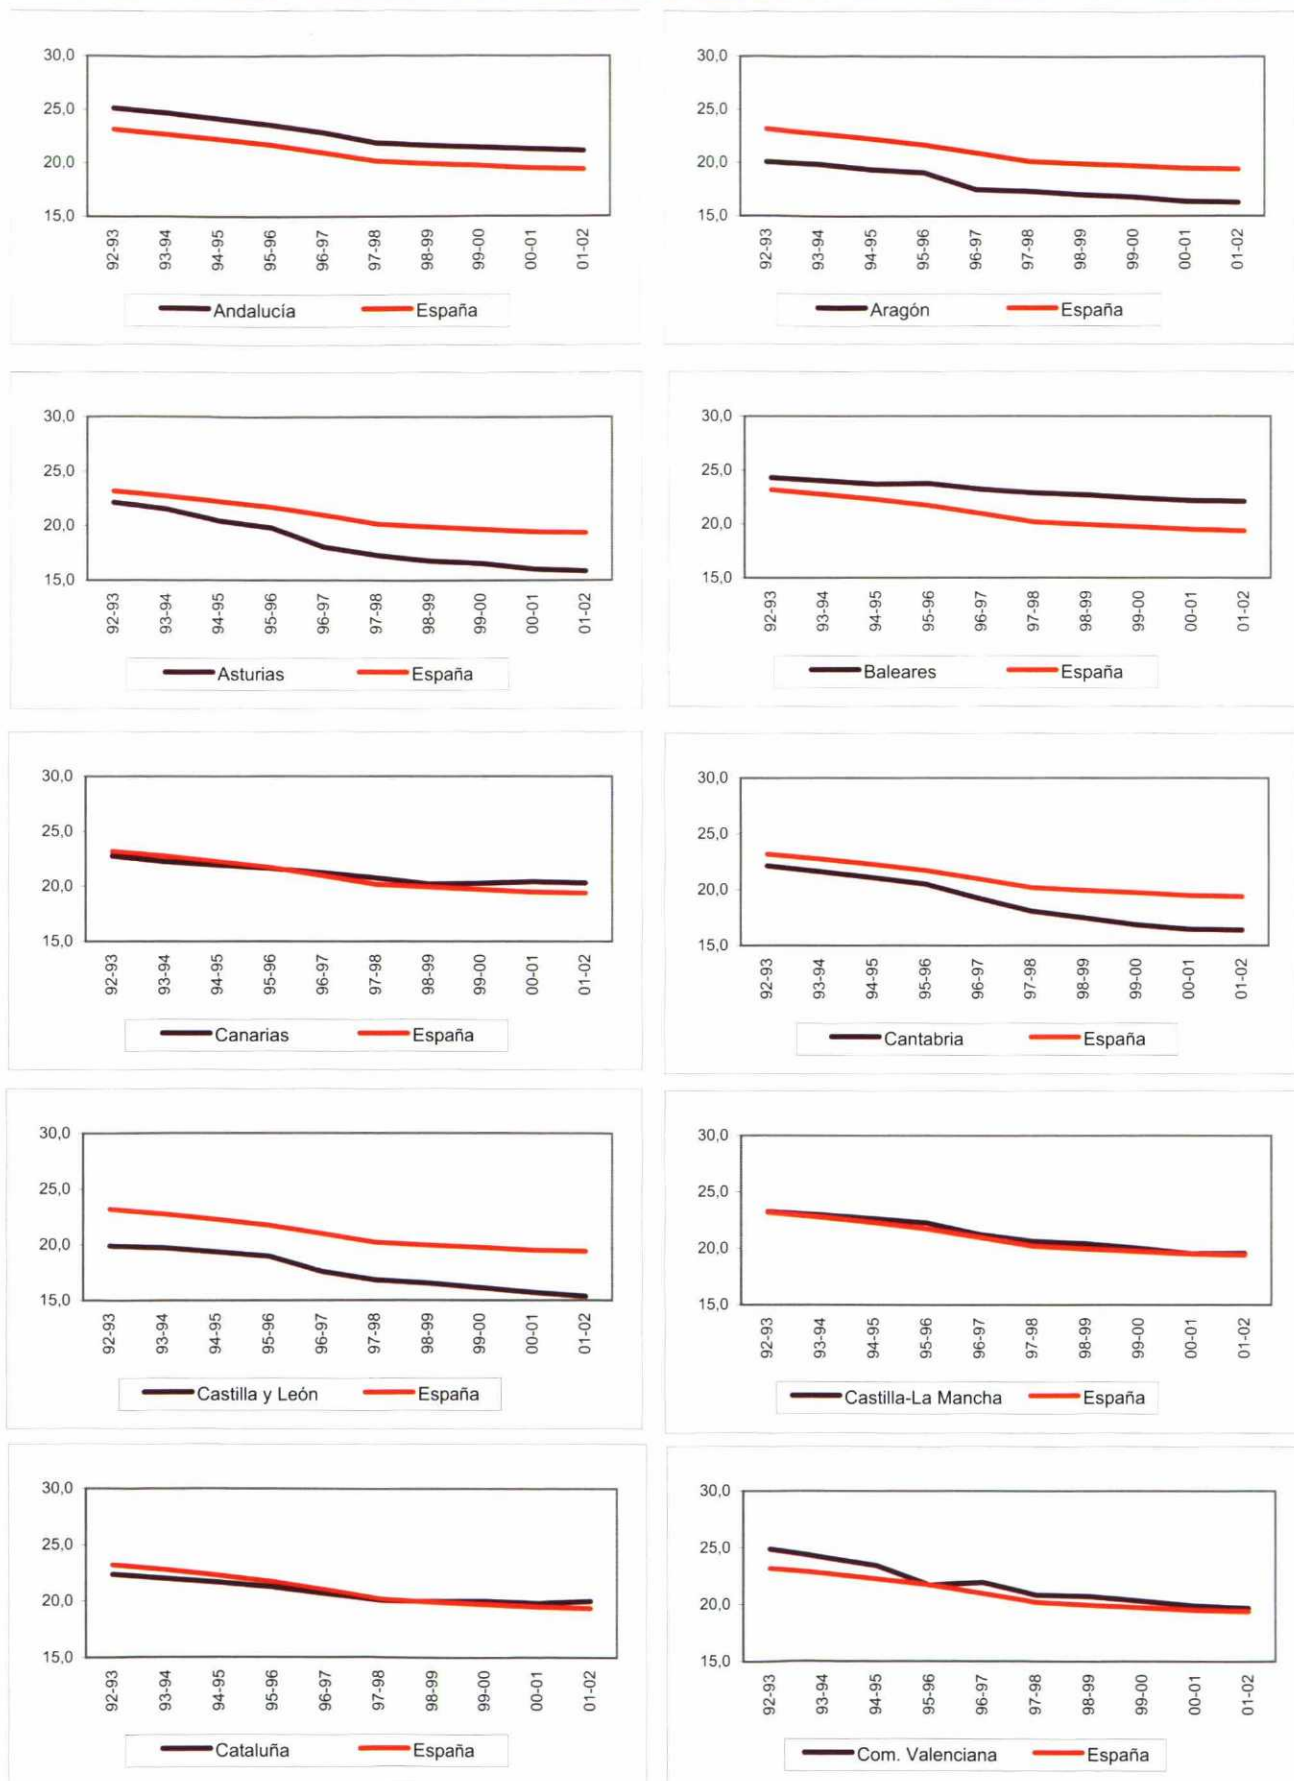 30,0
25,0
20,0
15,0
92-93 93-94 94-95 95-96 96-97 97-98 98-99 99-00 00-01 01-02
Andalucía España
30,0
25,0
20,0
15,0
92-93 93-94 94-95 95-96 96-97 97-98 98-99 99-00 00-01 01-02
Aragón España
30,0
25,0
20,0
15,0
92-93 93-94 94-95 95-96 96-97 97-98 98-99 99-00 00-01 01-02
Asturias España
30,0
25,0
20,0
15,0
92-93 93-94 94-95 95-96 96-97 97-98 98-99 99-00 00-01 01-02
Baleares España
30,0
25,0
20,0
15,0
92-93 93-94 94-95 95-96 96-97 97-98 98-99 99-00 00-01 01-02
Canarias España
30,0
25,0
20,0
15,0
92-93 93-94 94-95 95-96 96-97 97-98 98-99 99-00 00-01 01-02
Cantabria España
30,0
25,0
20,0
15,0
92-93 93-94 94-95 95-96 96-97 97-98 98-99 99-00 00-01 01-02
Castilla y León España
30,0
25,0
20,0
15,0
92-93 93-94 94-95 95-96 96-97 97-98 98-99 99-00 00-01 01-02
Castilla-La Mancha España
30,0
25,0
20,0
15,0
92-93 93-94 94-95 95-96 96-97 97-98 98-99 99-00 00-01 01-02
Cataluña España
30,0
25,0
20,0
15,0
92-93 93-94 94-95 95-96 96-97 97-98 98-99 99-00 00-01 01-02
Com. Valenciana España